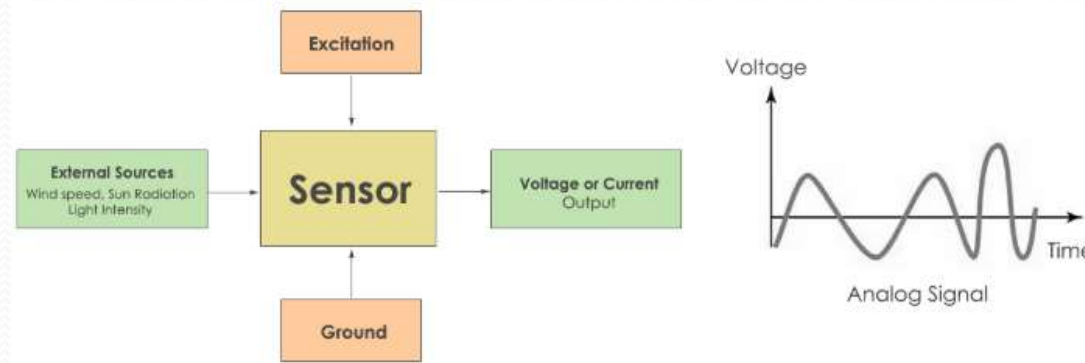 Excitation
External Sources
Wind speed, Sun Radiation
Light Intensity
Sensor
Voltage or Current
Output
Ground
Voltage
Time
Analog Signal